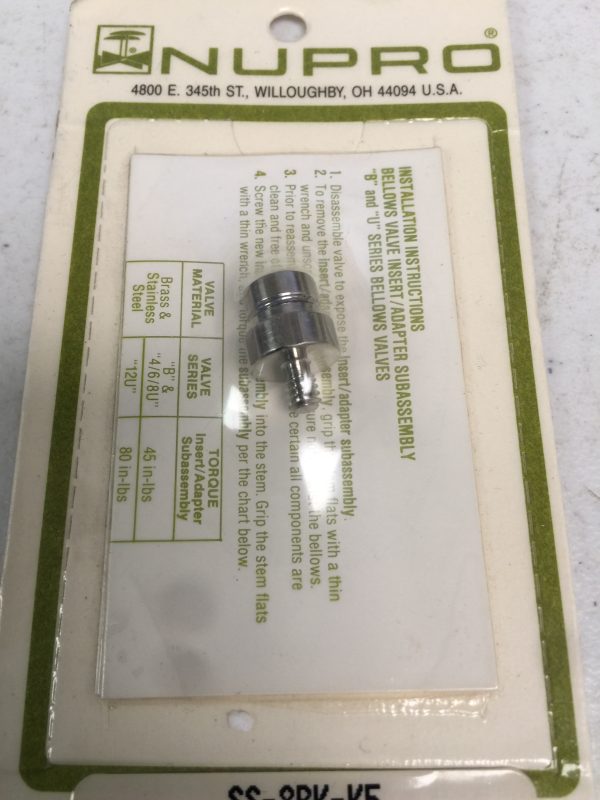 NUPRO®
4800 E. 345th ST., WILLOUGHBY, OH 44094 U.S.A.
INSTALLATION INSTRUCTIONS
BELLOWS VALVE INSERT/ADAPTER SUBASSEMBLY
"B" and "U" SERIES BELLOWS VALVES
1. Disassemble valve to expose the Insert/adapter subassembly.
2. To remove the Insert/ grip flats with a thin
wrench and the bellows.
3. Prior to certain all components are
clean and free
4. Screw the new into the stem. Grip the stem flats
with a thin wrench, subassembly per the chart below.
VALVE MATERIAL VALVE SERIES TORQUE Insert/Adapter Subassembly
Brass & Stainless Steel "B" & "4/6/8U" 45 in-lbs
"12U" 80 in-lbs